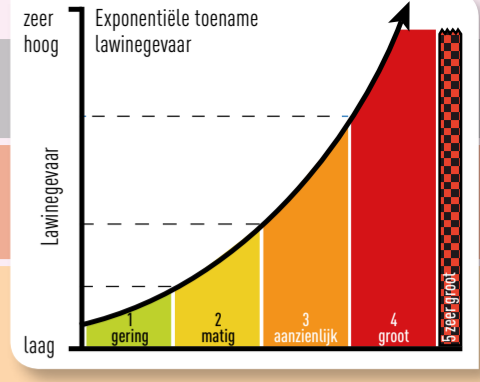 zeer
hoog
Exponentiële toename
lawinegevaar
Lawinegevaar
1
gering
2
matig
3
aanzienlijk
4
groot
5 zeer groot
laag